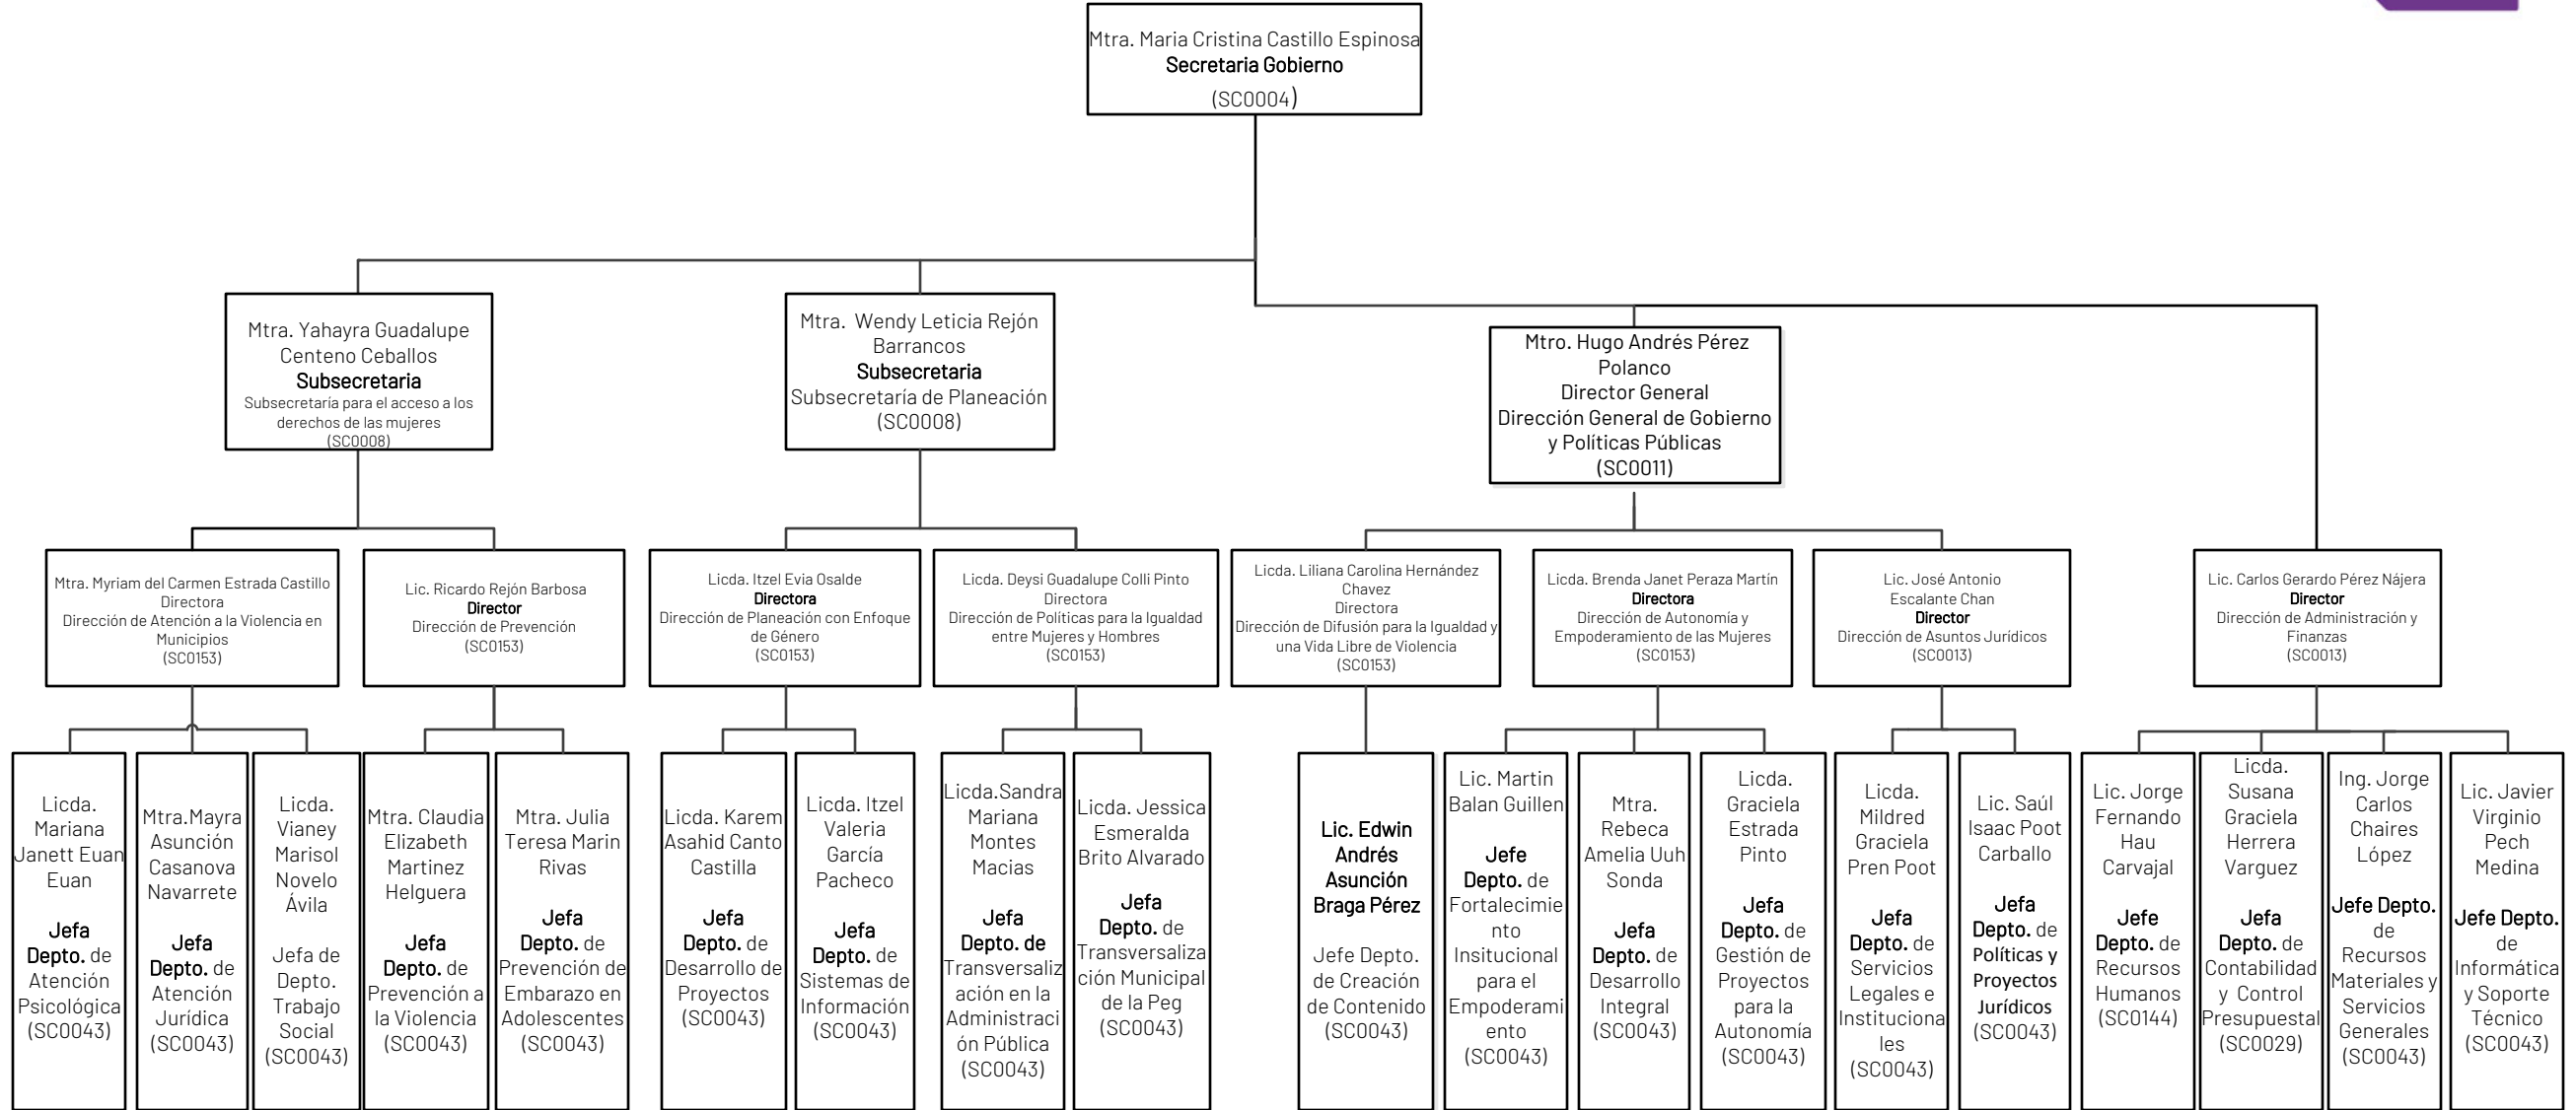 Mtra. Maria Cristina Castillo Espinosa
Secretaria Gobierno
(SC0004)
Mtra. Yahayra Guadalupe
Centeno Ceballos
Subsecretaria
Subsecretaría para el acceso a los
derechos de las mujeres
(SC0008)
Mtra. Wendy Leticia Rejón
Barrancos
Subsecretaria
Subsecretaría de Planeación
(SC0008)
Mtro. Hugo Andrés Pérez
Polanco
Director General
Dirección General de Gobierno
y Políticas Públicas
(SC0011)
Mtra. Myriam del Carmen Estrada Castillo
Directora
Dirección de Atención a la Violencia en
Municipios
(SC0153)
Lic. Ricardo Rejón Barbosa
Director
Dirección de Prevención
(SC0153)
Licda. Itzel Evia Osalde
Directora
Dirección de Planeación con Enfoque
de Género
(SC0153)
Licda. Deysi Guadalupe Colli Pinto
Directora
Dirección de Políticas para la Igualdad
entre Mujeres y Hombres
(SC0153)
Licda. Liliana Carolina Hernández
Chavez
Directora
Dirección de Difusión para la Igualdad y
una Vida Libre de Violencia
(SC0153)
Licda. Brenda Janet Peraza Martín
Directora
Dirección de Autonomía y
Empoderamiento de las Mujeres
(SC0153)
Lic. José Antonio
Escalante Chan
Director
Dirección de Asuntos Jurídicos
(SC0013)
Lic. Carlos Gerardo Pérez Nájera
Director
Dirección de Administración y
Finanzas
(SC0013)
Licda.
Mariana
Janett Euan
Euan
Jefa
Depto. de
Atención
Psicológica
(SC0043)
Mtra.Mayra
Asunción
Casanova
Navarrete
Jefa
Depto. de
Atención
Jurídica
(SC0043)
Licda.
Vianey
Marisol
Novelo
Ávila
Jefa de
Depto.
Trabajo
Social
(SC0043)
Mtra. Claudia
Elizabeth
Martinez
Helguera
Jefa
Depto. de
Prevención a
la Violencia
(SC0043)
Mtra. Julia
Teresa Marin
Rivas
Jefa
Depto. de
Prevención de
Embarazo en
Adolescentes
(SC0043)
Licda. Karem
Asahid Canto
Castilla
Jefa
Depto. de
Desarrollo de
Proyectos
(SC0043)
Licda. Itzel
Valeria
García
Pacheco
Jefa
Depto. de
Sistemas de
Información
(SC0043)
Licda.Sandra
Mariana
Montes
Macias
Jefa
Depto. de
Transversaliz
ación en la
Administraci
ón Pública
(SC0043)
Licda. Jessica
Esmeralda
Brito Alvarado
Jefa
Depto. de
Transversaliza
ción Municipal
de la Peg
(SC0043)
Lic. Edwin
Andrés
Asunción
Braga Pérez
Jefe Depto.
de Creación
de Contenido
(SC0043)
Lic. Martin
Balan Guillen
Jefe
Depto. de
Fortalecimie
nto
Insitucional
para el
Empoderami
ento
(SC0043)
Mtra.
Rebeca
Amelia Uuh
Sonda
Jefa
Depto. de
Desarrollo
Integral
(SC0043)
Licda.
Graciela
Estrada
Pinto
Jefa
Depto. de
Gestión de
Proyectos
para la
Autonomía
(SC0043)
Licda.
Mildred
Graciela
Pren Poot
Jefa
Depto. de
Servicios
Legales e
Instituciona
les
(SC0043)
Lic. Saúl
Isaac Poot
Carballo
Jefa
Depto. de
Políticas y
Proyectos
Jurídicos
(SC0043)
Lic. Jorge
Fernando
Hau
Carvajal
Jefe
Depto. de
Recursos
Humanos
(SC0144)
Licda.
Susana
Graciela
Herrera
Varguez
Jefa
Depto. de
Contabilidad
y Control
Presupuestal
(SC0029)
Ing. Jorge
Carlos
Chaires
López
Jefe Depto.
de
Recursos
Materiales y
Servicios
Generales
(SC0043)
Lic. Javier
Virginio
Pech
Medina
Jefe Depto.
de
Informática
y Soporte
Técnico
(SC0043)